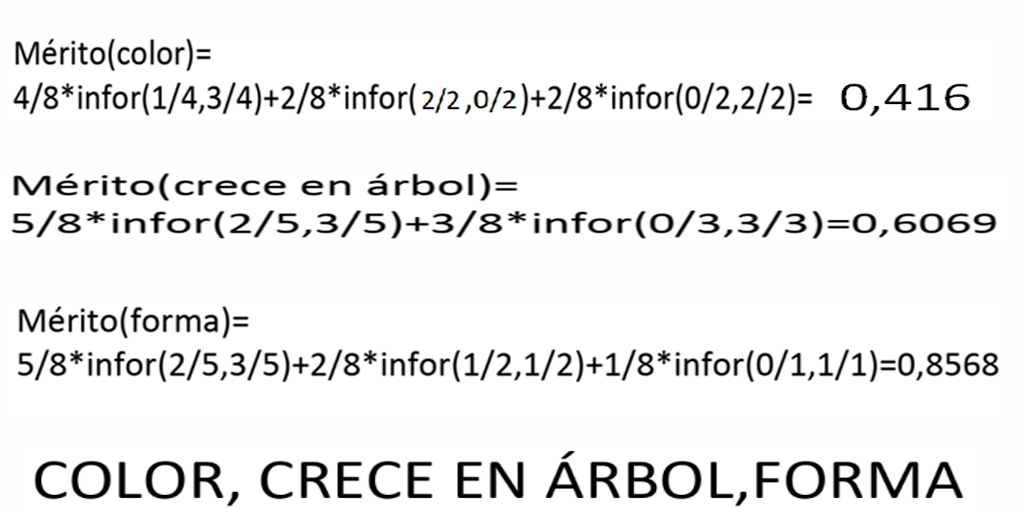 Mérito(color)=
4/8*infor(1/4,3/4)+2/8*infor(2/2,0/2)+2/8*infor(0/2,2/2)= 0,416
Mérito(crece en árbol)=
5/8*infor(2/5,3/5)+3/8*infor(0/3,3/3)=0,6069
Mérito(forma)=
5/8*infor(2/5,3/5)+2/8*infor(1/2,1/2)+1/8*infor(0/1,1/1)=0,8568
COLOR, CRECE EN ÁRBOL,FORMA